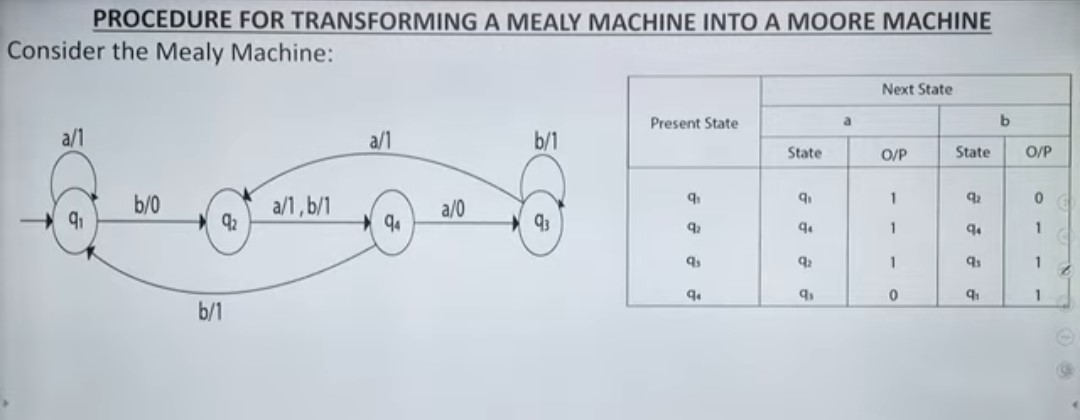 PROCEDURE FOR TRANSFORMING A MEALY MACHINE INTO A MOORE MACHINE
Consider the Mealy Machine:
a/1
a/1
b/1
b/0
a/1 , b/1
a/0
q₁
q₂
q₄
q₃
b/1
Next State
Present State
a
b
State
O/P
State
O/P
q₁ q₁ 1 q₂ 0
q₂ q₄ 1 q₄ 1
q₃ q₂ 1 q₃ 1
q₄ q₃ 0 q₁ 1